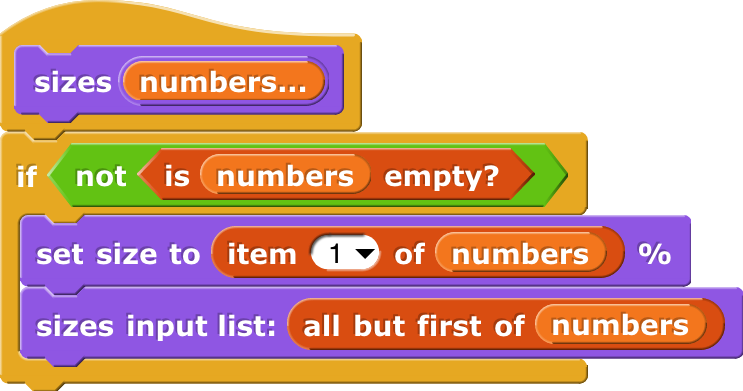 sizes numbers...
if not is numbers empty?
set size to item 1 of numbers %
sizes input list: all but first of numbers